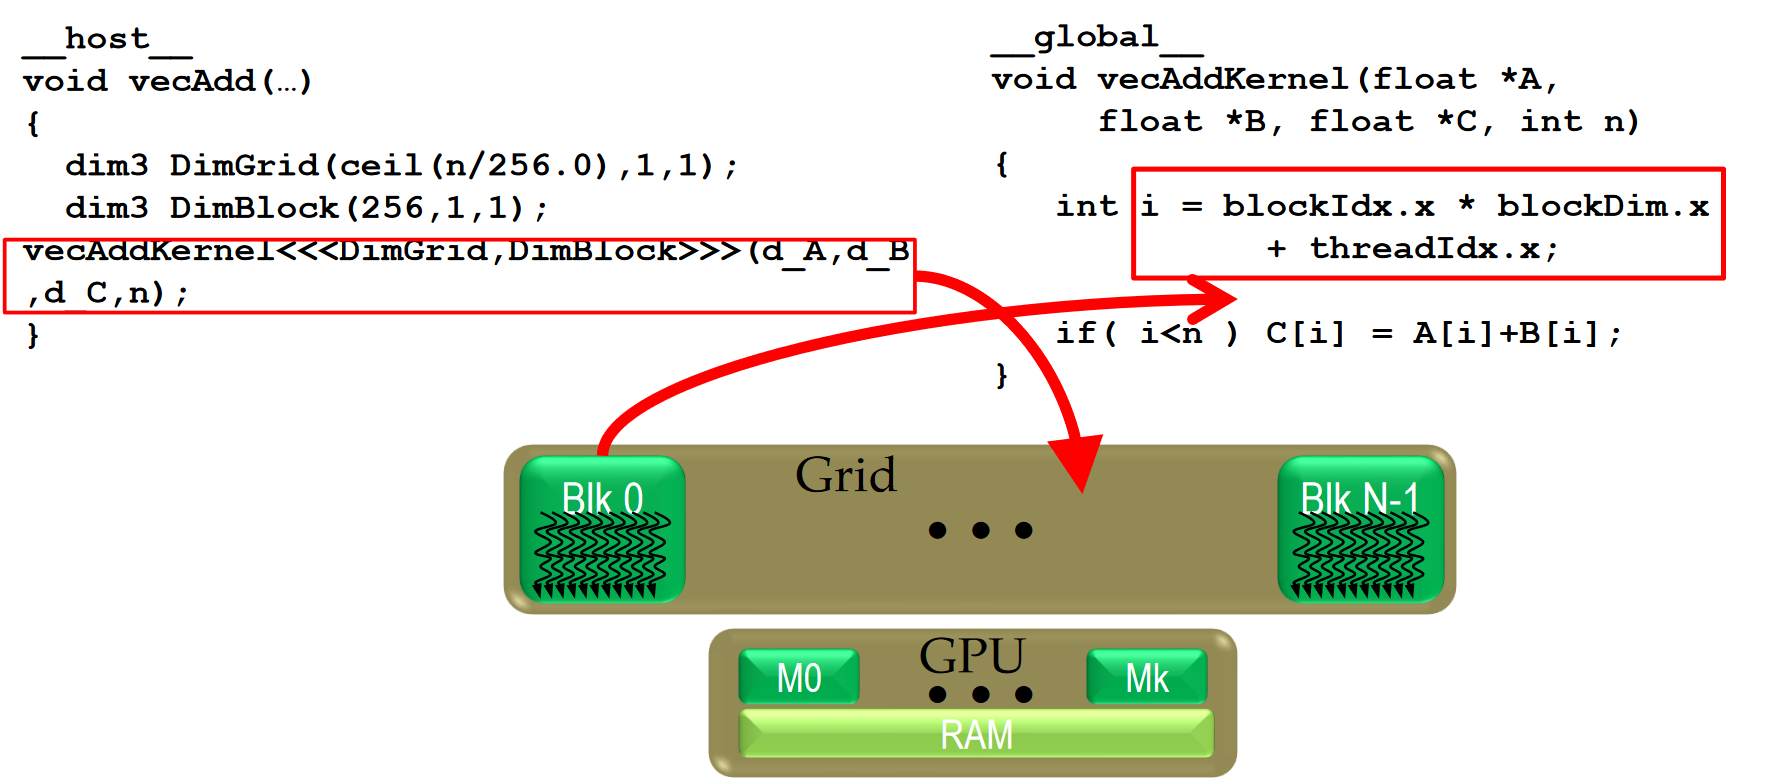 __host__
void vecAdd(…)
{
dim3 DimGrid(ceil(n/256.0),1,1);
dim3 DimBlock(256,1,1);
vecAddKernel<<<DimGrid,DimBlock>>>(d_A,d_B
,d_C,n);
}
__global__
void vecAddKernel(float *A,
float *B, float *C, int n)
{
int i = blockIdx.x * blockDim.x
+ threadIdx.x;
if( i<n ) C[i] = A[i]+B[i];
}
Grid
Blk 0
• • •
Blk N-1
GPU
M0
• • •
Mk
RAM